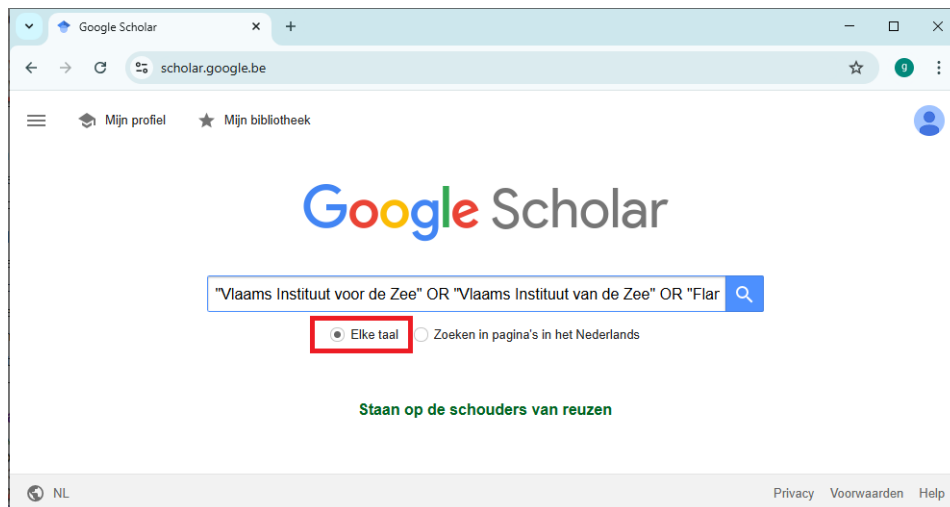 Google Scholar
scholar.google.be
g
Mijn profiel
Mijn bibliotheek
Google Scholar
"Vlaams Instituut voor de Zee" OR "Vlaams Instituut van de Zee" OR "Flar
Elke taal
Zoeken in pagina's in het Nederlands
Staan op de schouders van reuzen
NL
Privacy Voorwaarden Help